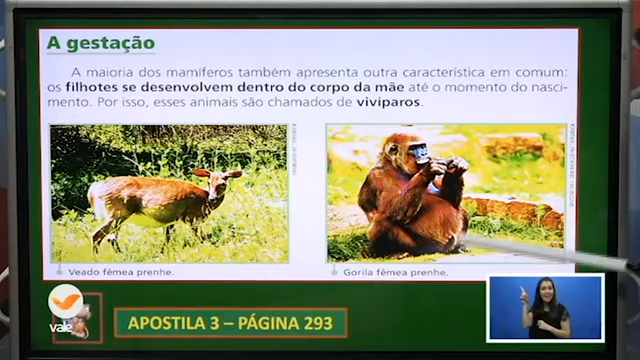 A gestação
A maioria dos mamíferos também apresenta outra característica em comum:
os filhotes se desenvolvem dentro do corpo da mãe até o momento do nasci-
mento. Por isso, esses animais são chamados de vivíparos.
Veado fêmea prenhe.
Gorila fêmea prenhe.
vale
APOSTILA 3 – PÁGINA 293